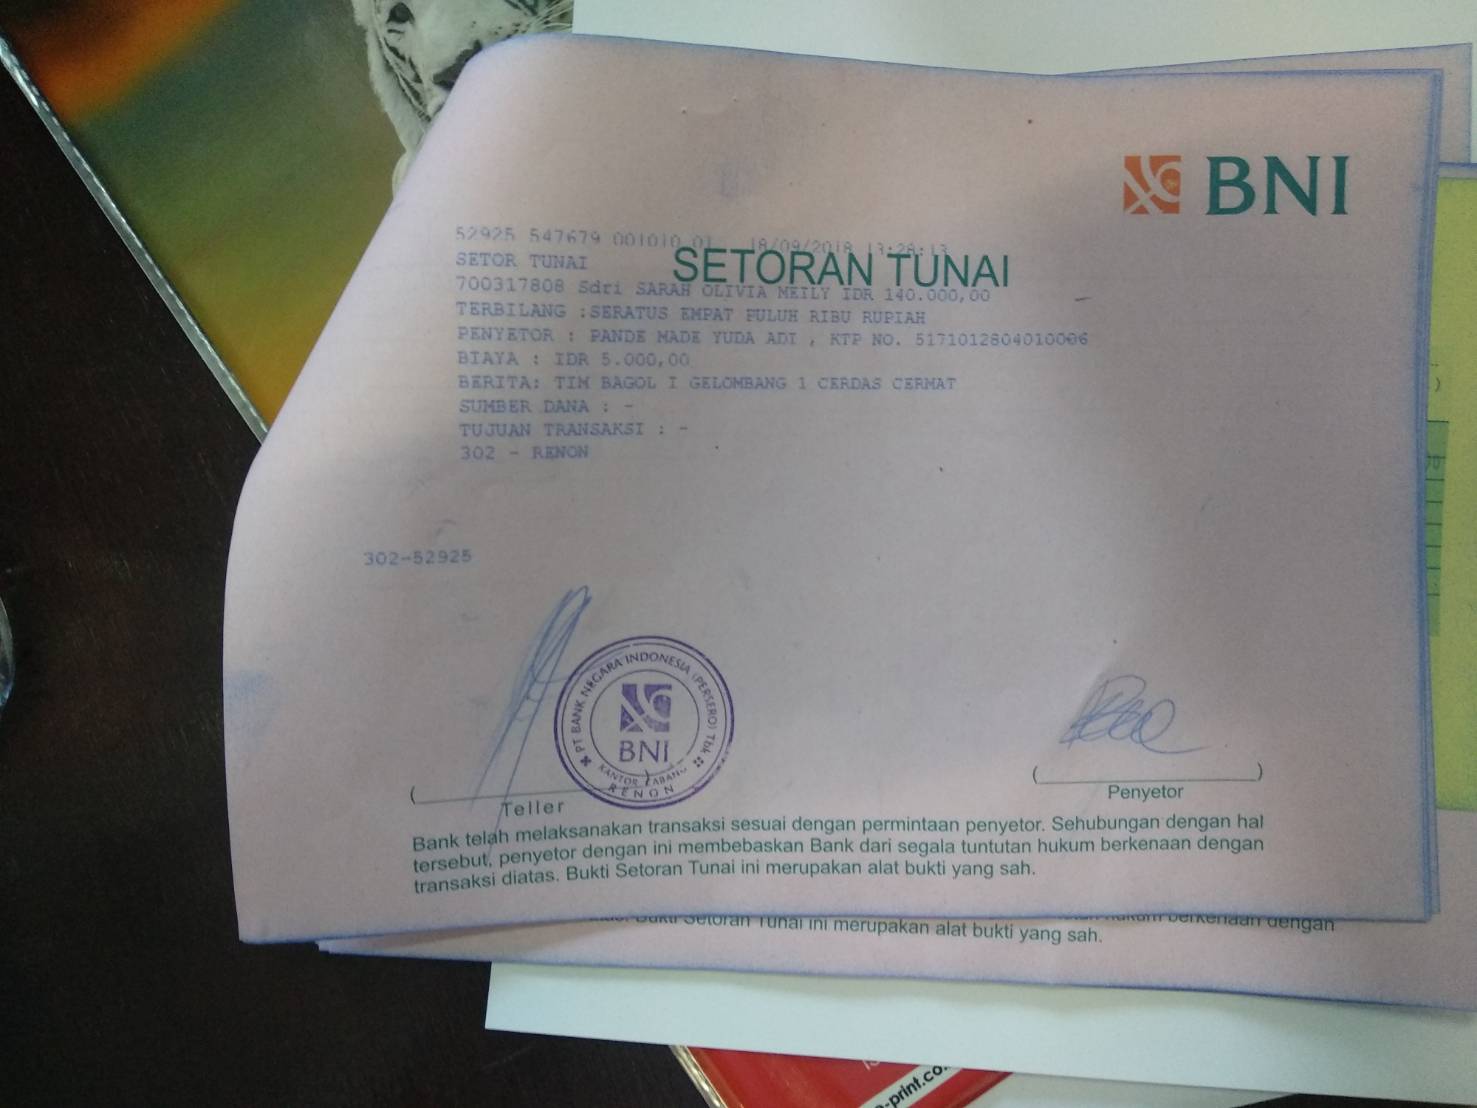 BNI
52925 547679 001010 01 18/09/2018 13:28:13
SETOR TUNAI
SETORAN TUNAI
700317808 Sdri SARAH OLIVIA MEILY IDR 140.000,00
TERBILANG :SERATUS EMPAT PULUH RIBU RUPIAH
PENYETOR : PANDE MADE YUDA ADI , KTP NO. 5171012804010006
BIAYA : IDR 5.000,00
BERITA: TIM BAGOL I GELOMBANG 1 CERDAS CERMAT
SUMBER DANA : -
TUJUAN TRANSAKSI : -
302 - RENON
302-52925
PT BANK NEGARA INDONESIA (PERSERO) Tbk
BNI
KANTOR CABANG
RENON
( Teller )
( Penyetor )
Bank telah melaksanakan transaksi sesuai dengan permintaan penyetor. Sehubungan dengan hal
tersebut, penyetor dengan ini membebaskan Bank dari segala tuntutan hukum berkenaan dengan
transaksi diatas. Bukti Setoran Tunai ini merupakan alat bukti yang sah.
hukum berkenaan dengan
Bukti Setoran Tunai ini merupakan alat bukti yang sah.
-print.co